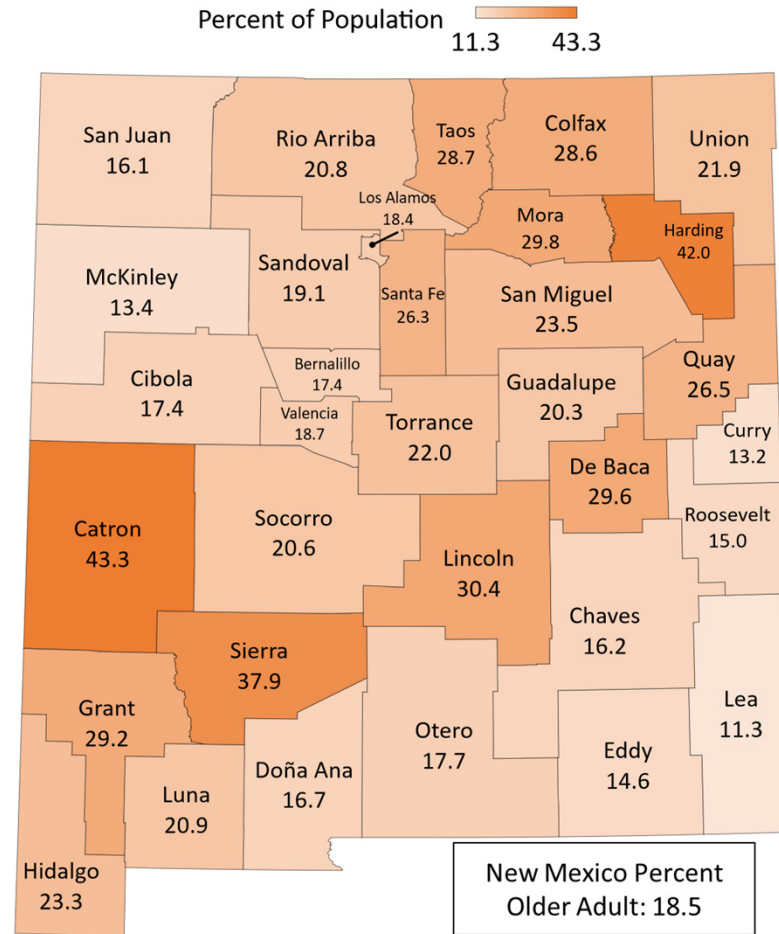 Percent of Population
11.3 43.3
San Juan
16.1
Rio Arriba
20.8
Taos
28.7
Colfax
28.6
Union
21.9
Los Alamos
18.4
Mora
29.8
Harding
42.0
McKinley
13.4
Sandoval
19.1
Santa Fe
26.3
San Miguel
23.5
Quay
26.5
Cibola
17.4
Bernalillo
17.4
Valencia
18.7
Torrance
22.0
Guadalupe
20.3
Curry
13.2
De Baca
29.6
Roosevelt
15.0
Catron
43.3
Socorro
20.6
Lincoln
30.4
Chaves
16.2
Sierra
37.9
Grant
29.2
Otero
17.7
Lea
11.3
Eddy
14.6
Luna
20.9
Doña Ana
16.7
Hidalgo
23.3
New Mexico Percent
Older Adult: 18.5